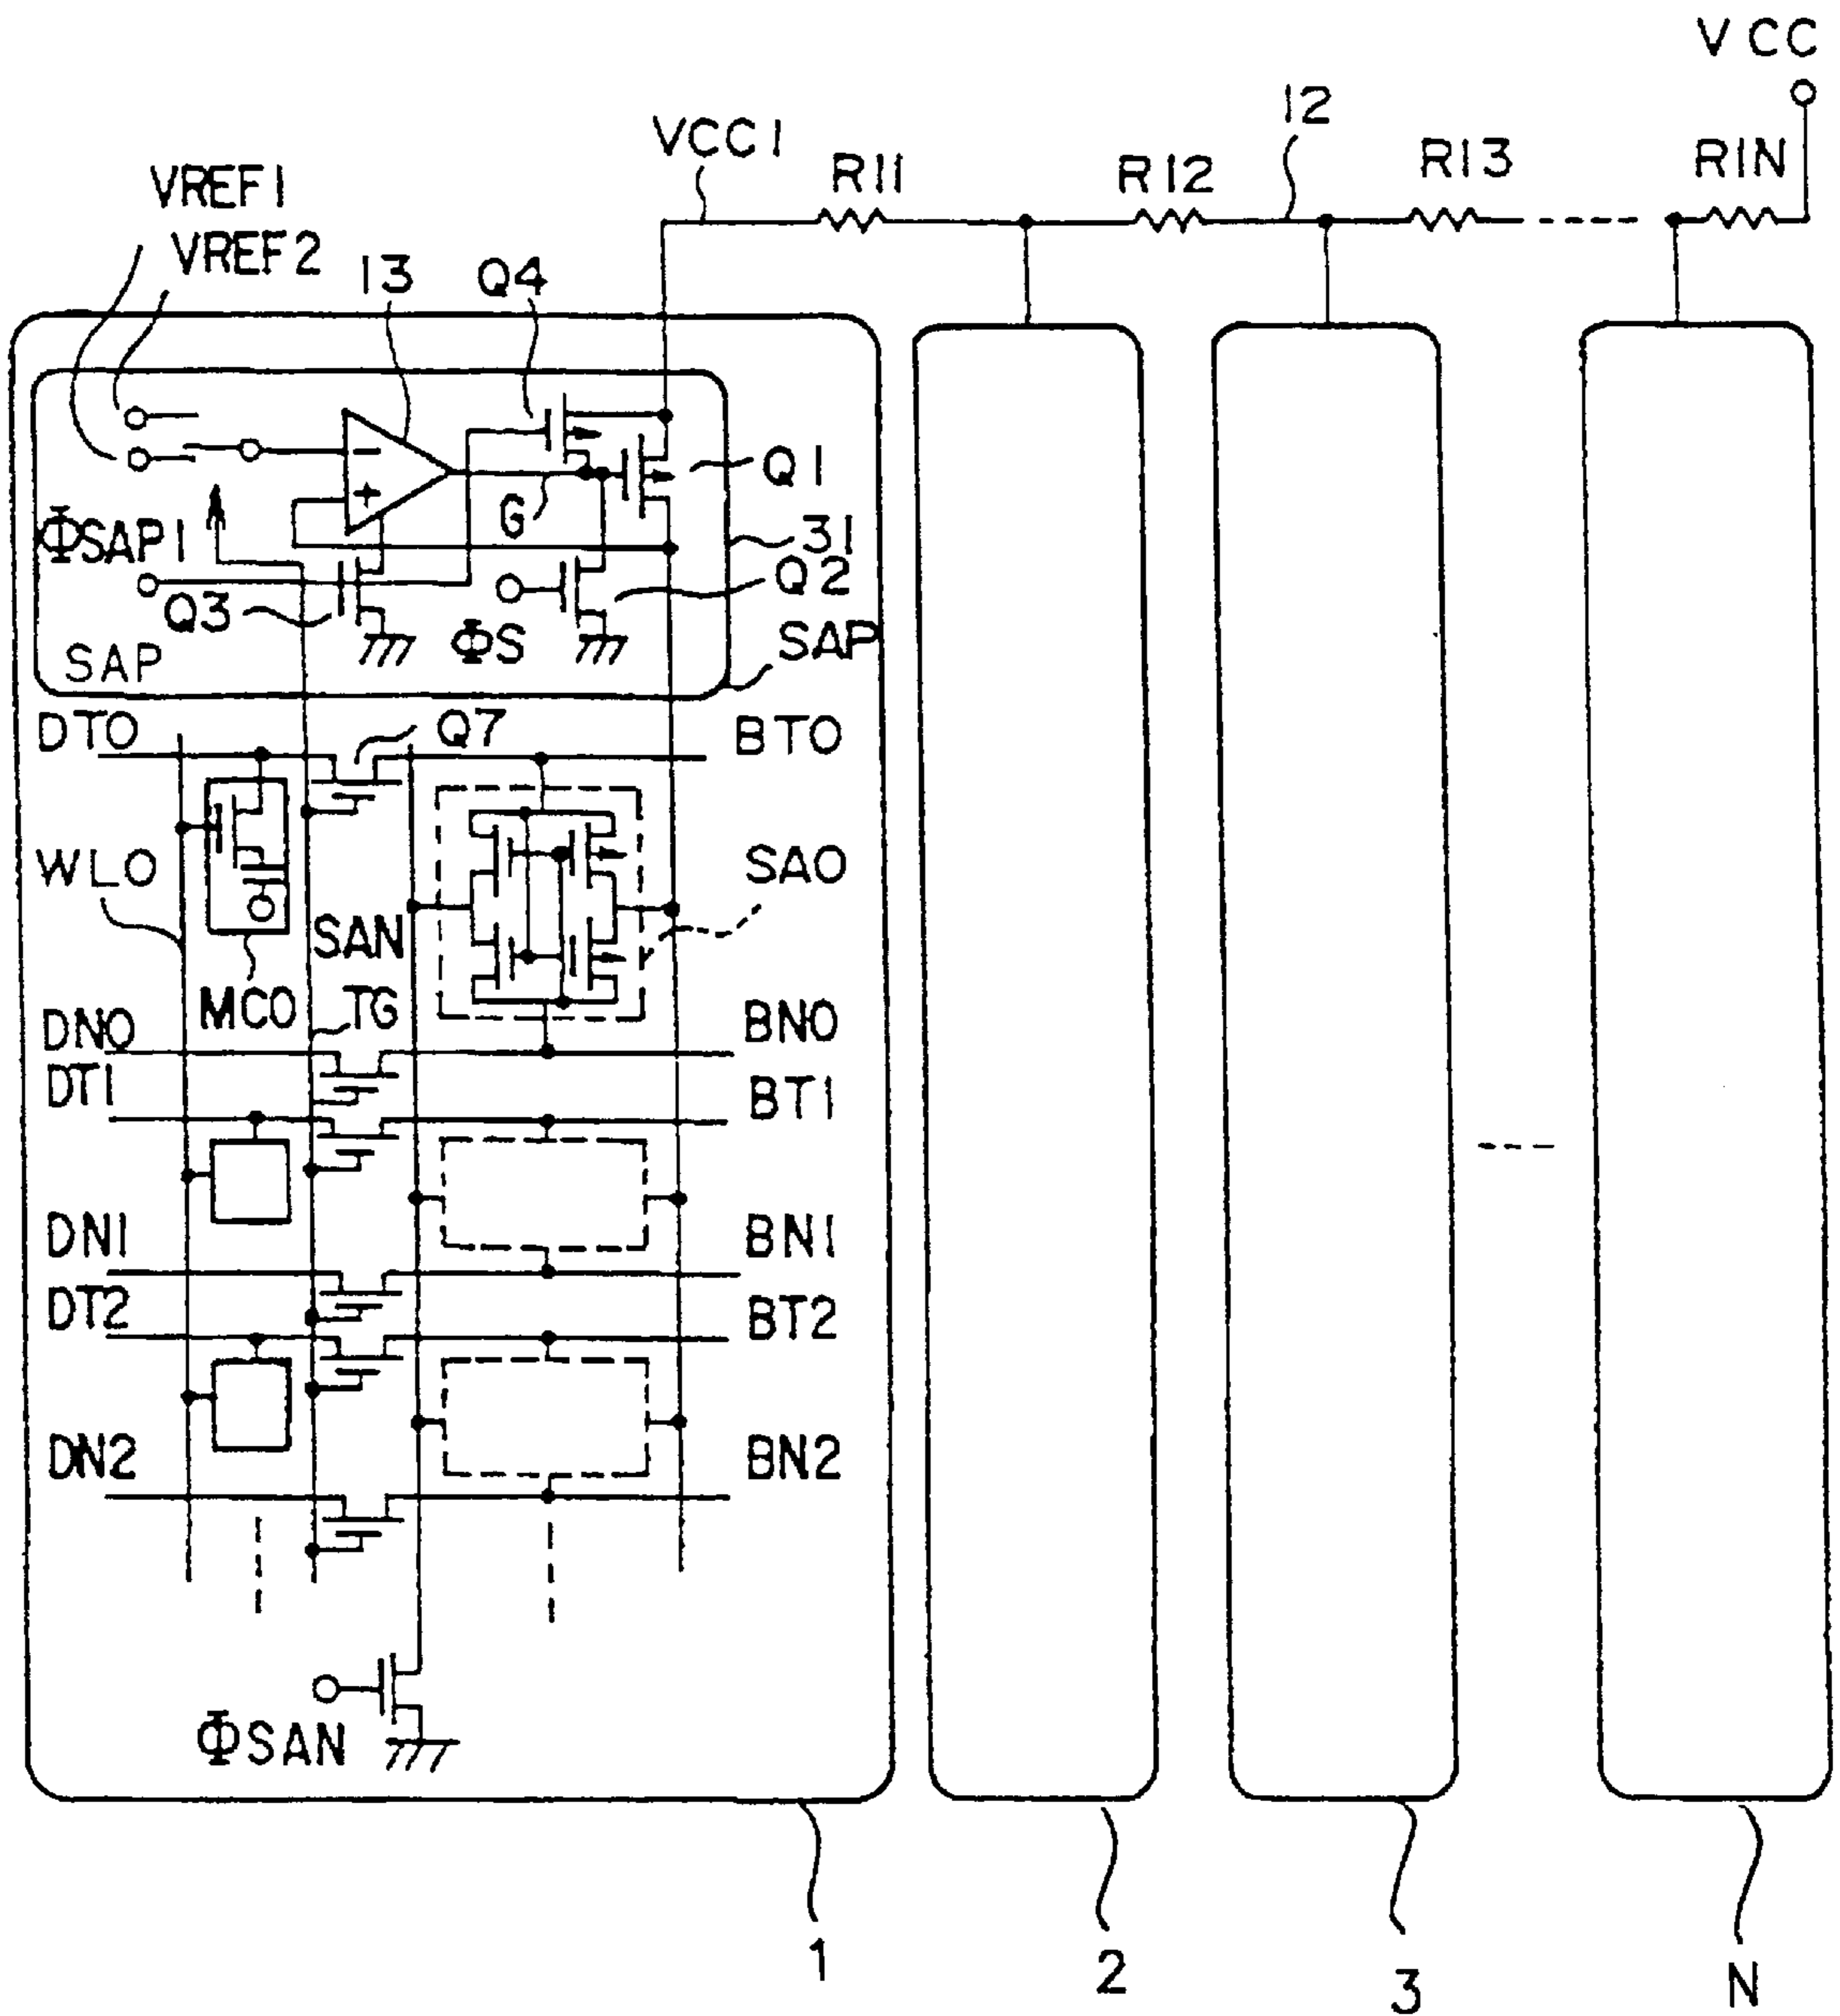 VCC
12
VCC1
R11
R12
R13
R1N
VREF1
VREF2
13
Q4
Q1
G
ΦSAP1
31
Q2
Q3
ΦS
SAP
SAP
DT0
Q7
BT0
WL0
SA0
SAN
MC0
TG
DN0
BN0
DT1
BT1
DN1
BN1
DT2
BT2
DN2
BN2
ΦSAN
1
2
3
N